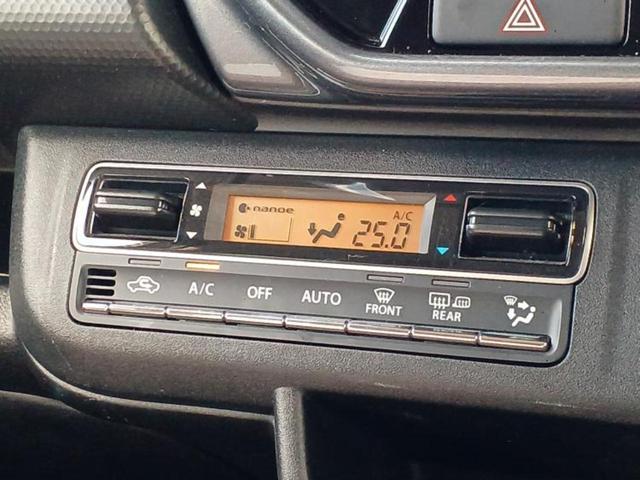 nanoe
A/C
25.0
A/C OFF AUTO FRONT REAR